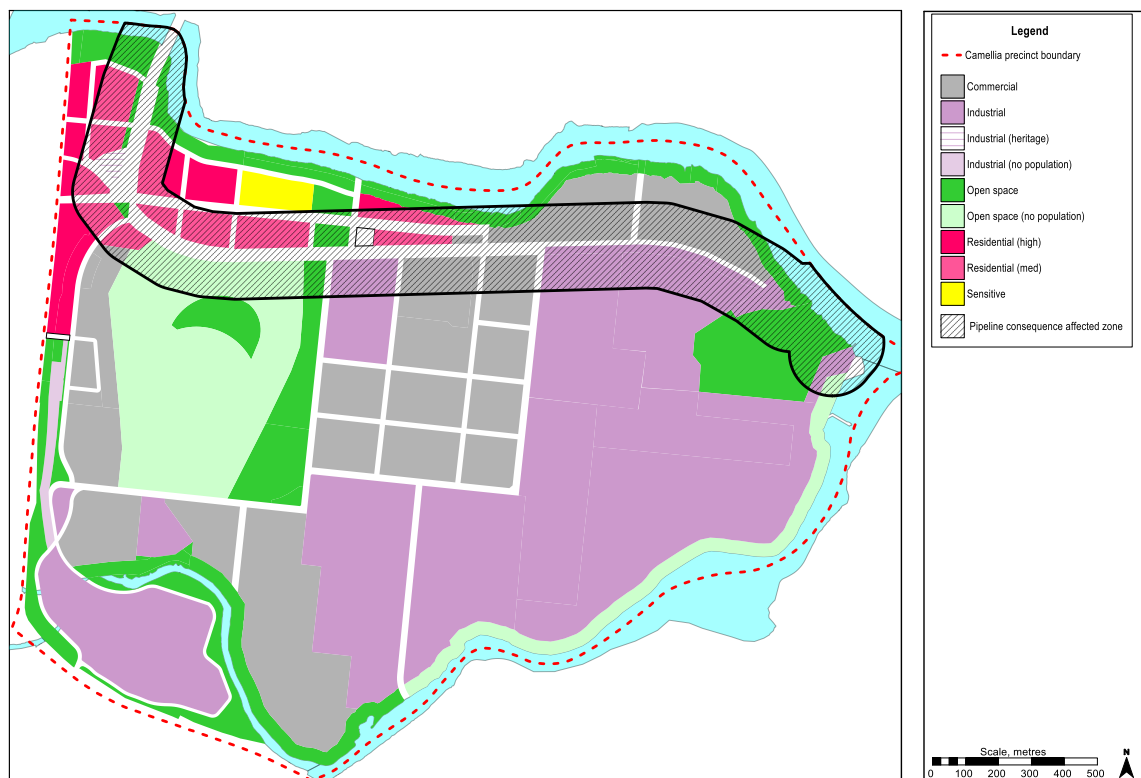 Legend
Camellia precinct boundary
Commercial
Industrial
Industrial (heritage)
Industrial (no population)
Open space
Open space (no population)
Residential (high)
Residential (med)
Sensitive
Pipeline consequence affected zone
Scale, metres
0 100 200 300 400 500
N